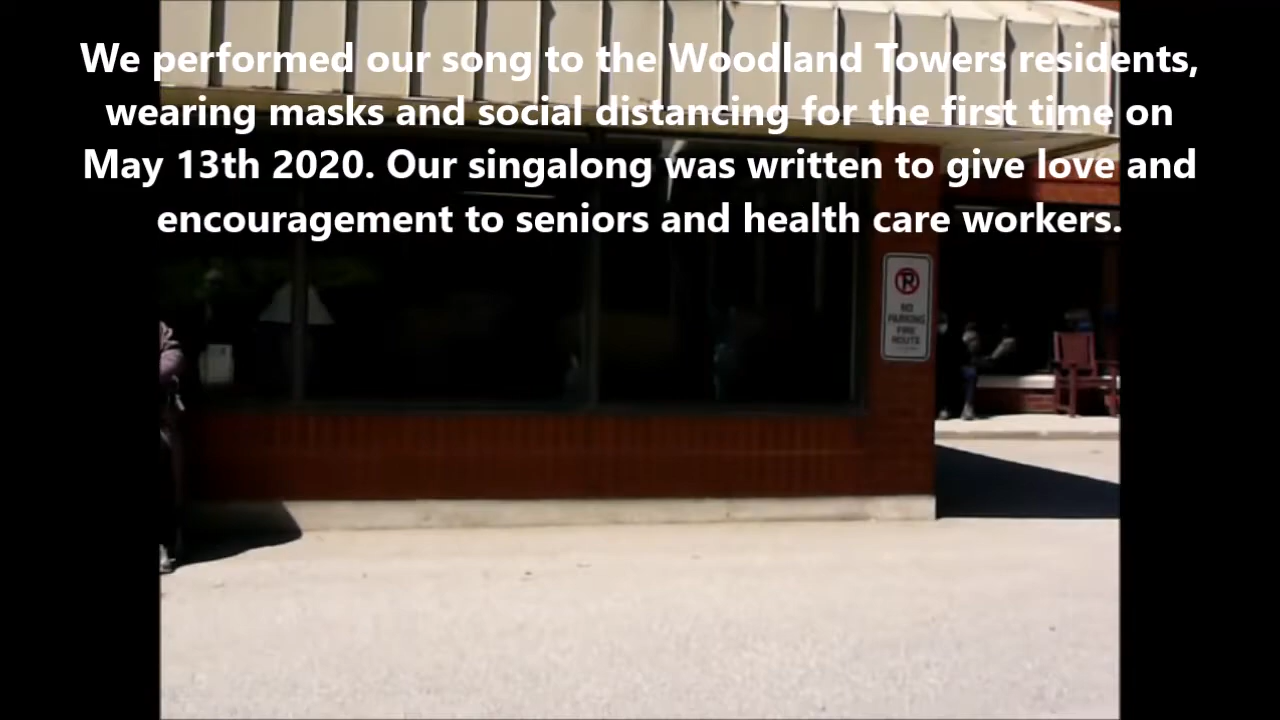 We performed our song to the Woodland Towers residents,
wearing masks and social distancing for the first time on
May 13th 2020. Our singalong was written to give love and
encouragement to seniors and health care workers.
NO
PARKING
FIRE
ROUTE